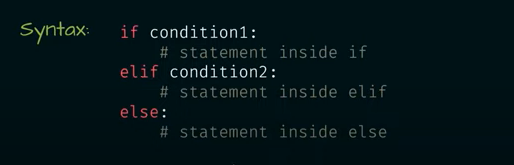 Syntax: if condition1:
# statement inside if
elif condition2:
# statement inside elif
else:
# statement inside else